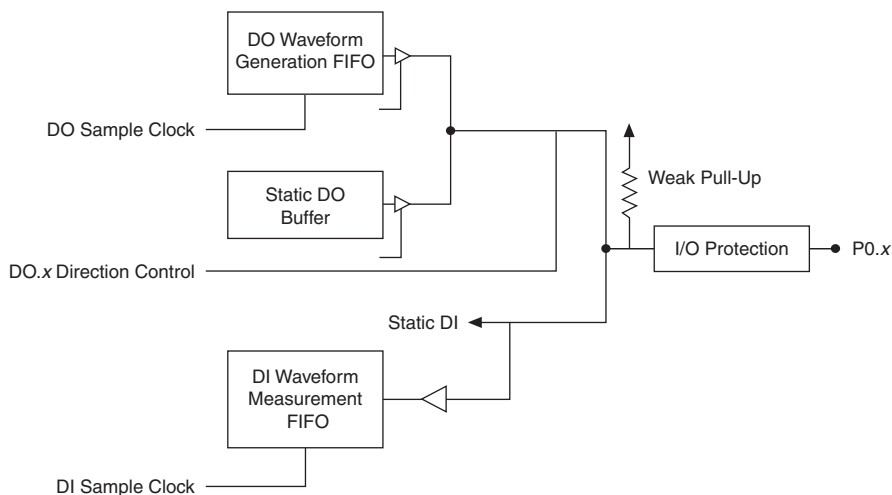 DO Waveform
Generation FIFO
DO Sample Clock
Static DO
Buffer
Weak Pull-Up
I/O Protection
P0.x
DO.x Direction Control
Static DI
DI Waveform
Measurement
FIFO
DI Sample Clock